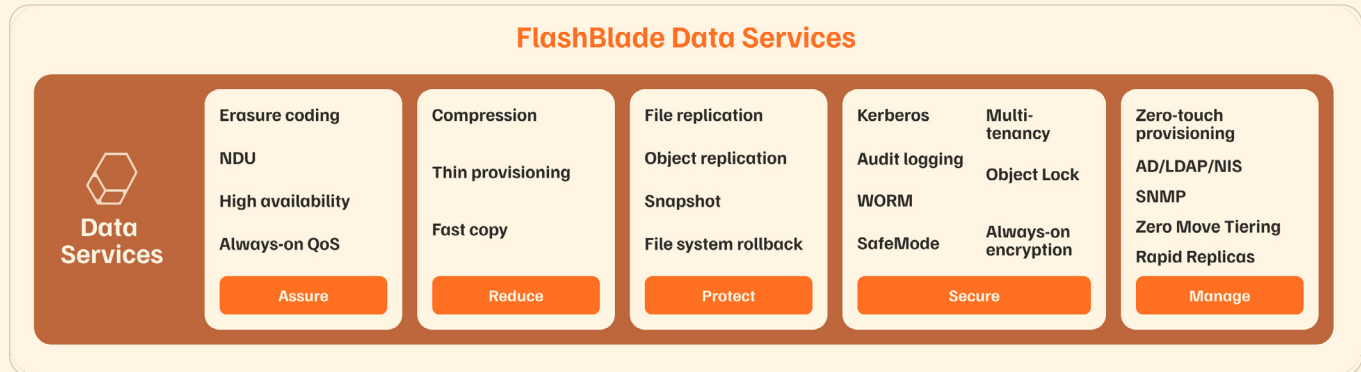 FlashBlade Data Services
Data
Services
Erasure coding
NDU
High availability
Always-on QoS
Assure
Compression
Thin provisioning
Fast copy
Reduce
File replication
Object replication
Snapshot
File system rollback
Protect
Kerberos
Audit logging
WORM
SafeMode
Multi-
tenancy
Object Lock
Always-on
encryption
Secure
Zero-touch
provisioning
AD/LDAP/NIS
SNMP
Zero Move Tiering
Rapid Replicas
Manage